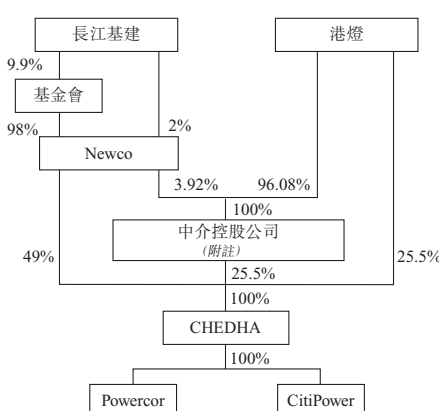 長江基建
港燈
9.9%
基金會
98%
2%
Newco
3.92%
96.08%
100%
中介控股公司
(附註)
49%
25.5%
25.5%
100%
CHEDHA
100%
Powercor
CitiPower